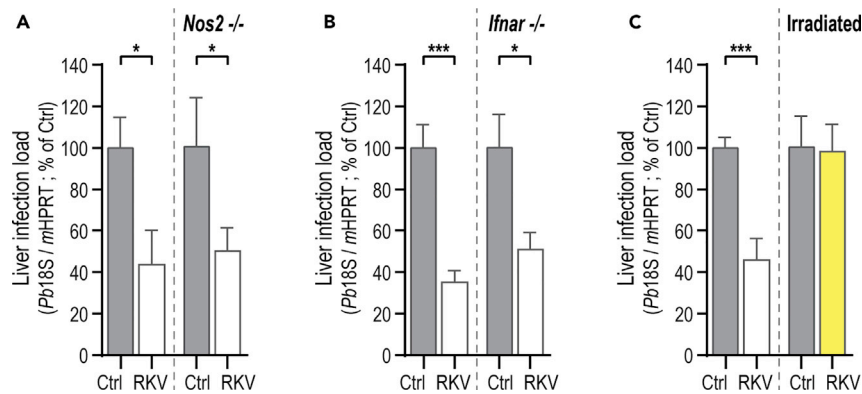 A
Nos2 -/-
Liver infection load
(Pb18S / mHPRT ; % of Ctrl)
140
120
100
80
60
40
20
0
*
*
Ctrl RKV Ctrl RKV
B
Ifnar -/-
Liver infection load
(Pb18S / mHPRT ; % of Ctrl)
140
120
100
80
60
40
20
0
***
*
Ctrl RKV Ctrl RKV
C
Irradiated
Liver infection load
(Pb18S / mHPRT ; % of Ctrl)
140
120
100
80
60
40
20
0
***
Ctrl RKV Ctrl RKV